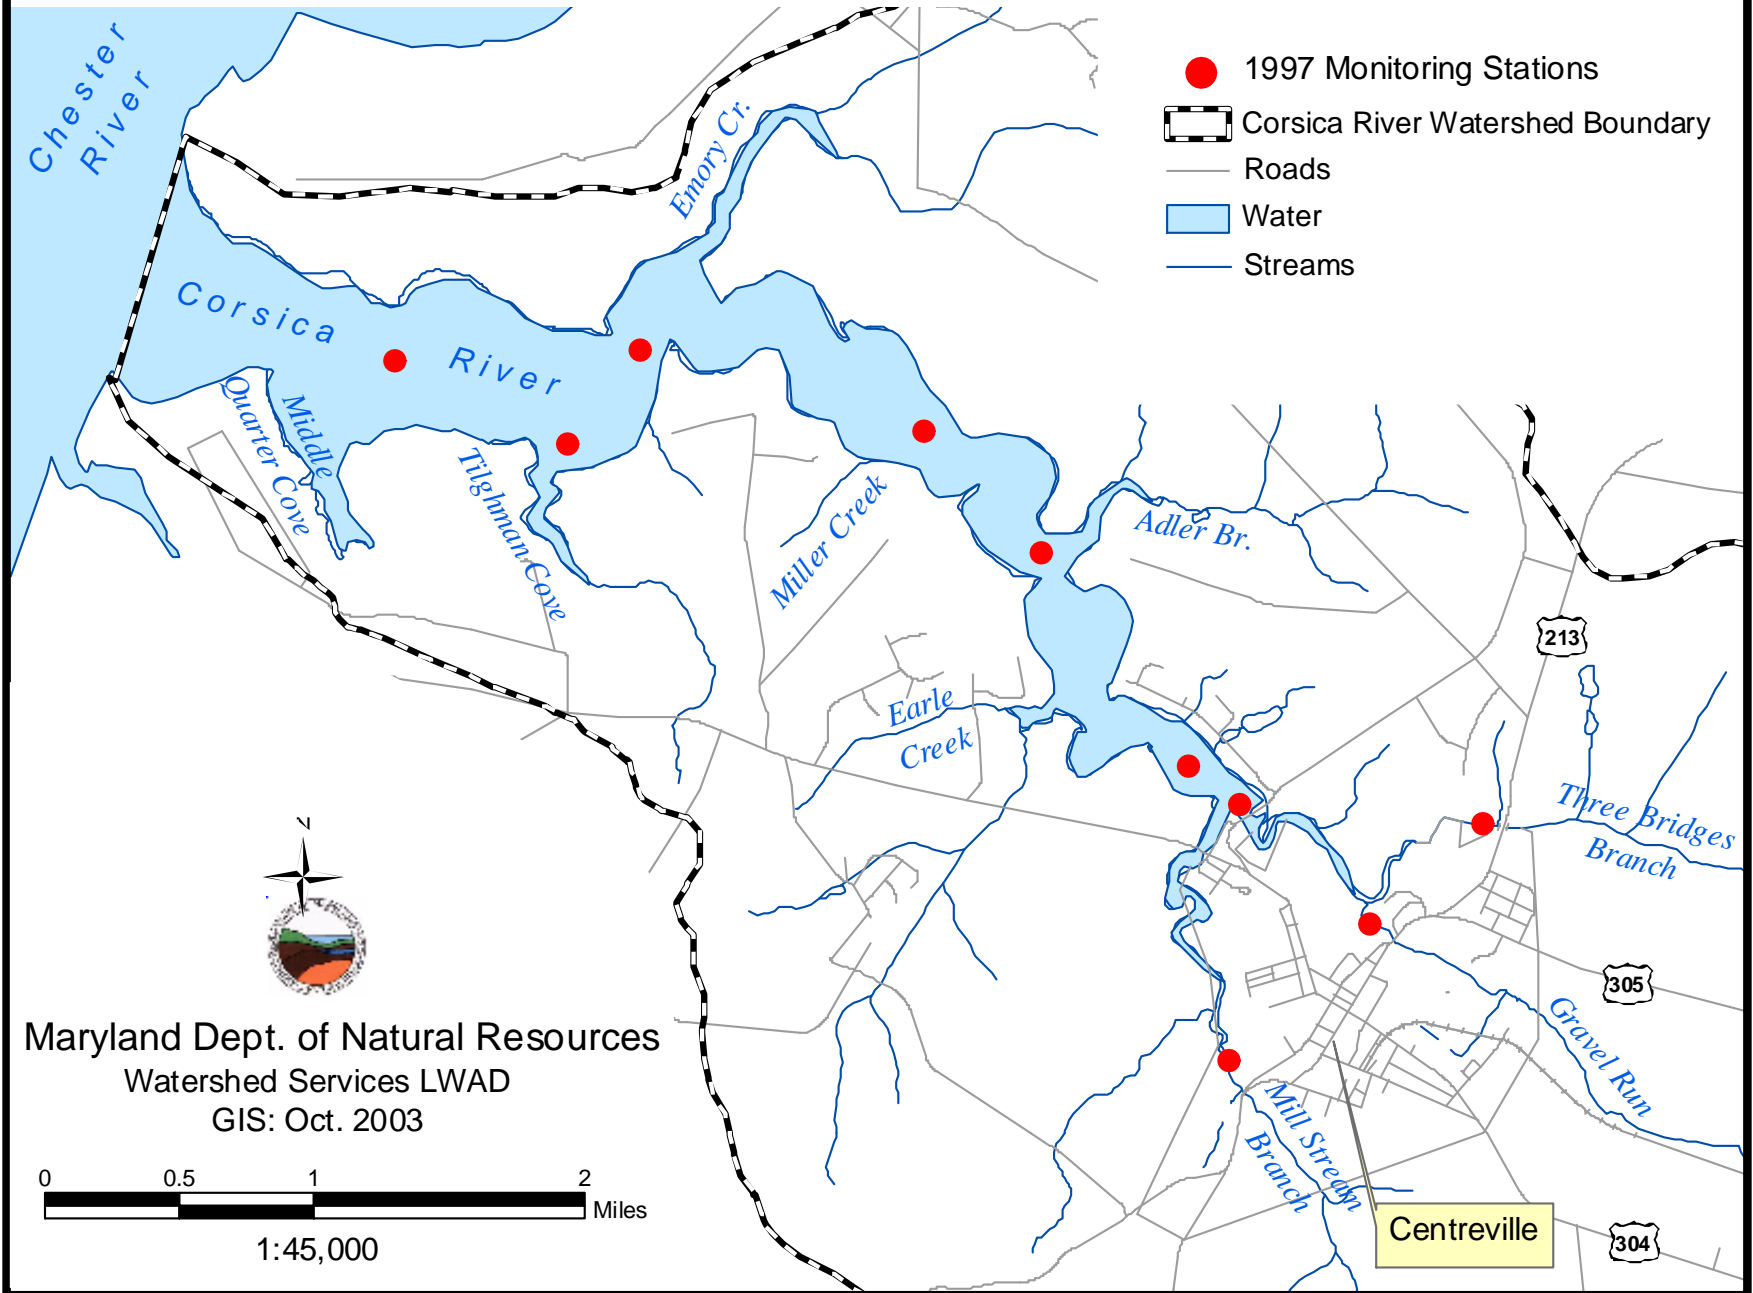 Chester
River
1997 Monitoring Stations
Corsica River Watershed Boundary
Roads
Water
Streams
Emory Cr.
Corsica
River
Quarter Cove
Middle
Tilghman Cove
Miller Creek
Adler Br.
213
Earle
Creek
Three Bridges
Branch
305
Gravel Run
Mill Stream
Branch
Centreville
304
N
Maryland Dept. of Natural Resources
Watershed Services LWAD
GIS: Oct. 2003
0 0.5 1 2
Miles
1:45,000